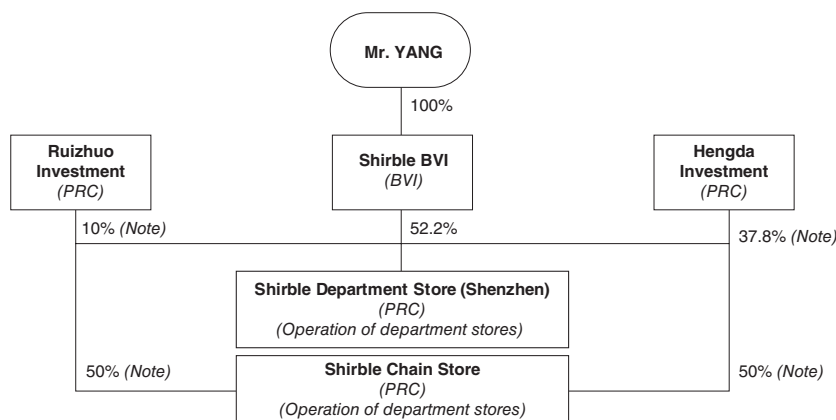 Mr. YANG
100%
Ruizhuo
Investment
(PRC)
Shirble BVI
(BVI)
Hengda
Investment
(PRC)
10% (Note)
52.2%
37.8% (Note)
Shirble Department Store (Shenzhen)
(PRC)
(Operation of department stores)
50% (Note)
Shirble Chain Store
(PRC)
(Operation of department stores)
50% (Note)